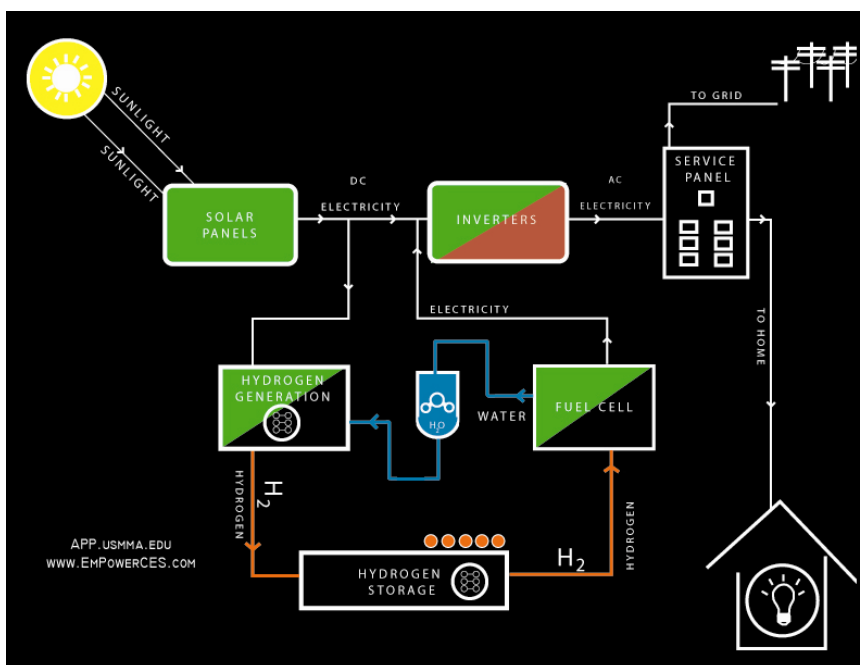 SUNLIGHT
SUNLIGHT
TO GRID
SOLAR
PANELS
DC
ELECTRICITY
INVERTERS
AC
ELECTRICITY
SERVICE
PANEL
ELECTRICITY
TO HOME
HYDROGEN
GENERATION
H₂O
WATER
FUEL CELL
H₂
HYDROGEN
HYDROGEN
STORAGE
H₂
HYDROGEN
APP.USMMA.EDU
WWW.EMPOWERCES.COM